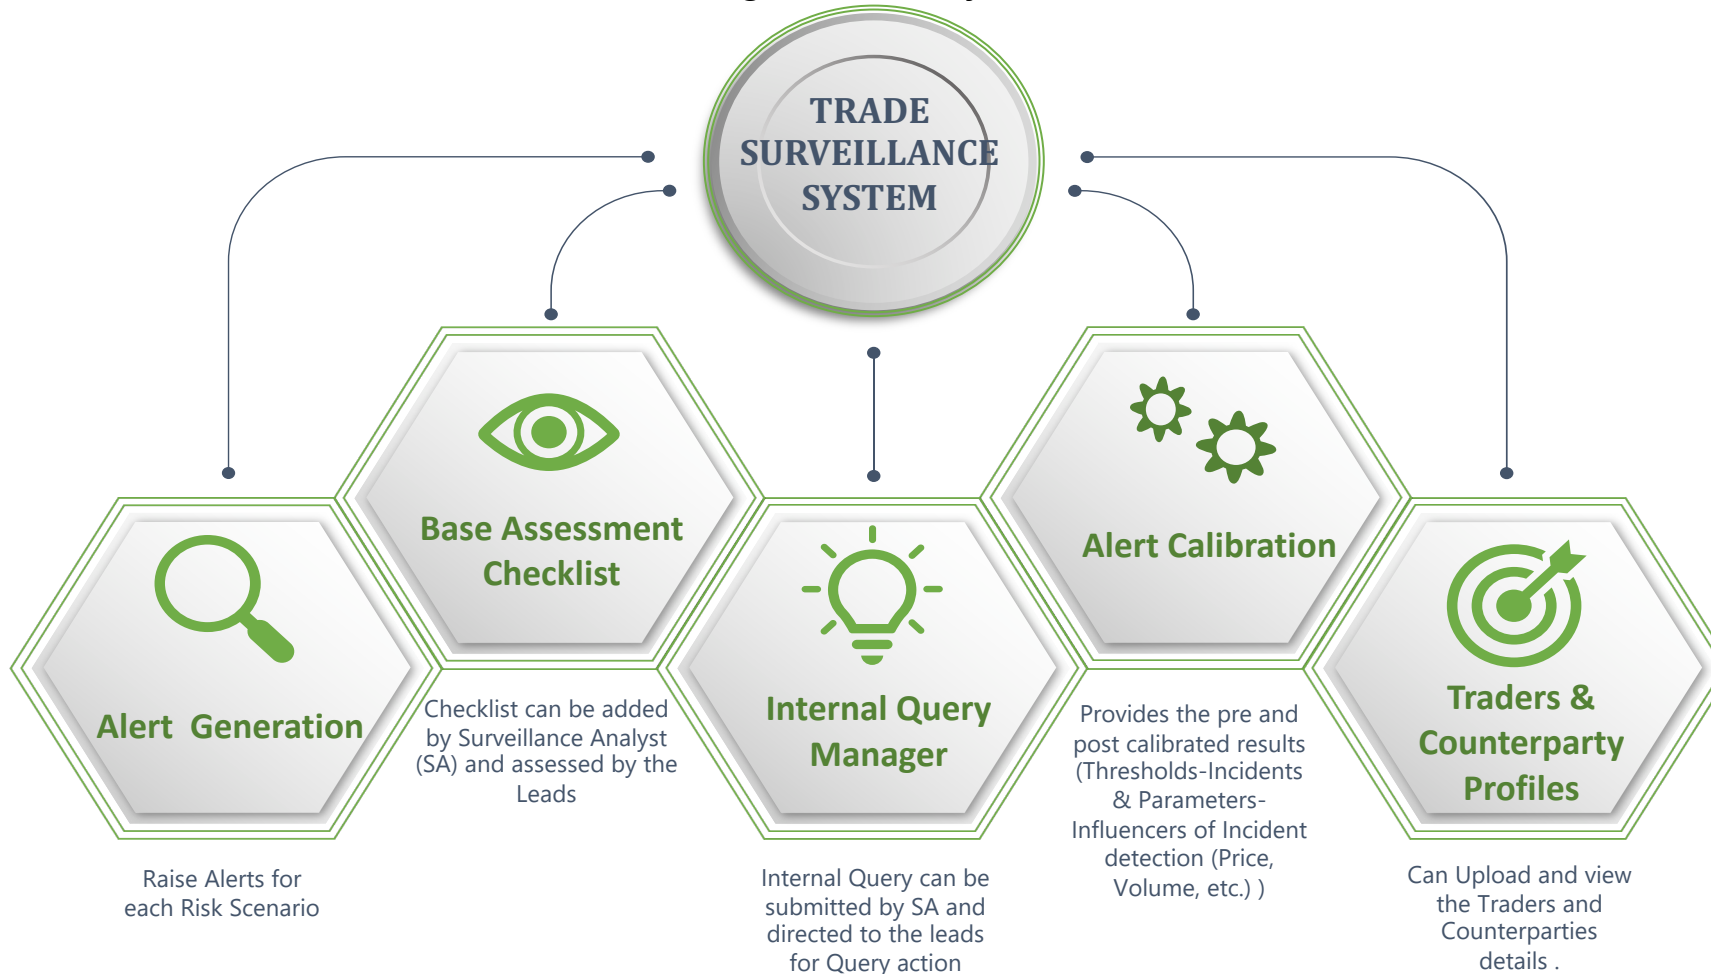 TRADE
SURVEILLANCE
SYSTEM
Alert  Generation
Raise Alerts for
each Risk Scenario
Base Assessment
Checklist
Checklist can be added
by Surveillance Analyst
(SA) and assessed by the
Leads
Internal Query
Manager
Internal Query can be
submitted by SA and
directed to the leads
for Query action
Alert Calibration
Provides the pre and
post calibrated results
(Thresholds-Incidents
& Parameters-
Influencers of Incident
detection (Price,
Volume, etc.) )
Traders &
Counterparty
Profiles
Can Upload and view
the Traders and
Counterparties
details .